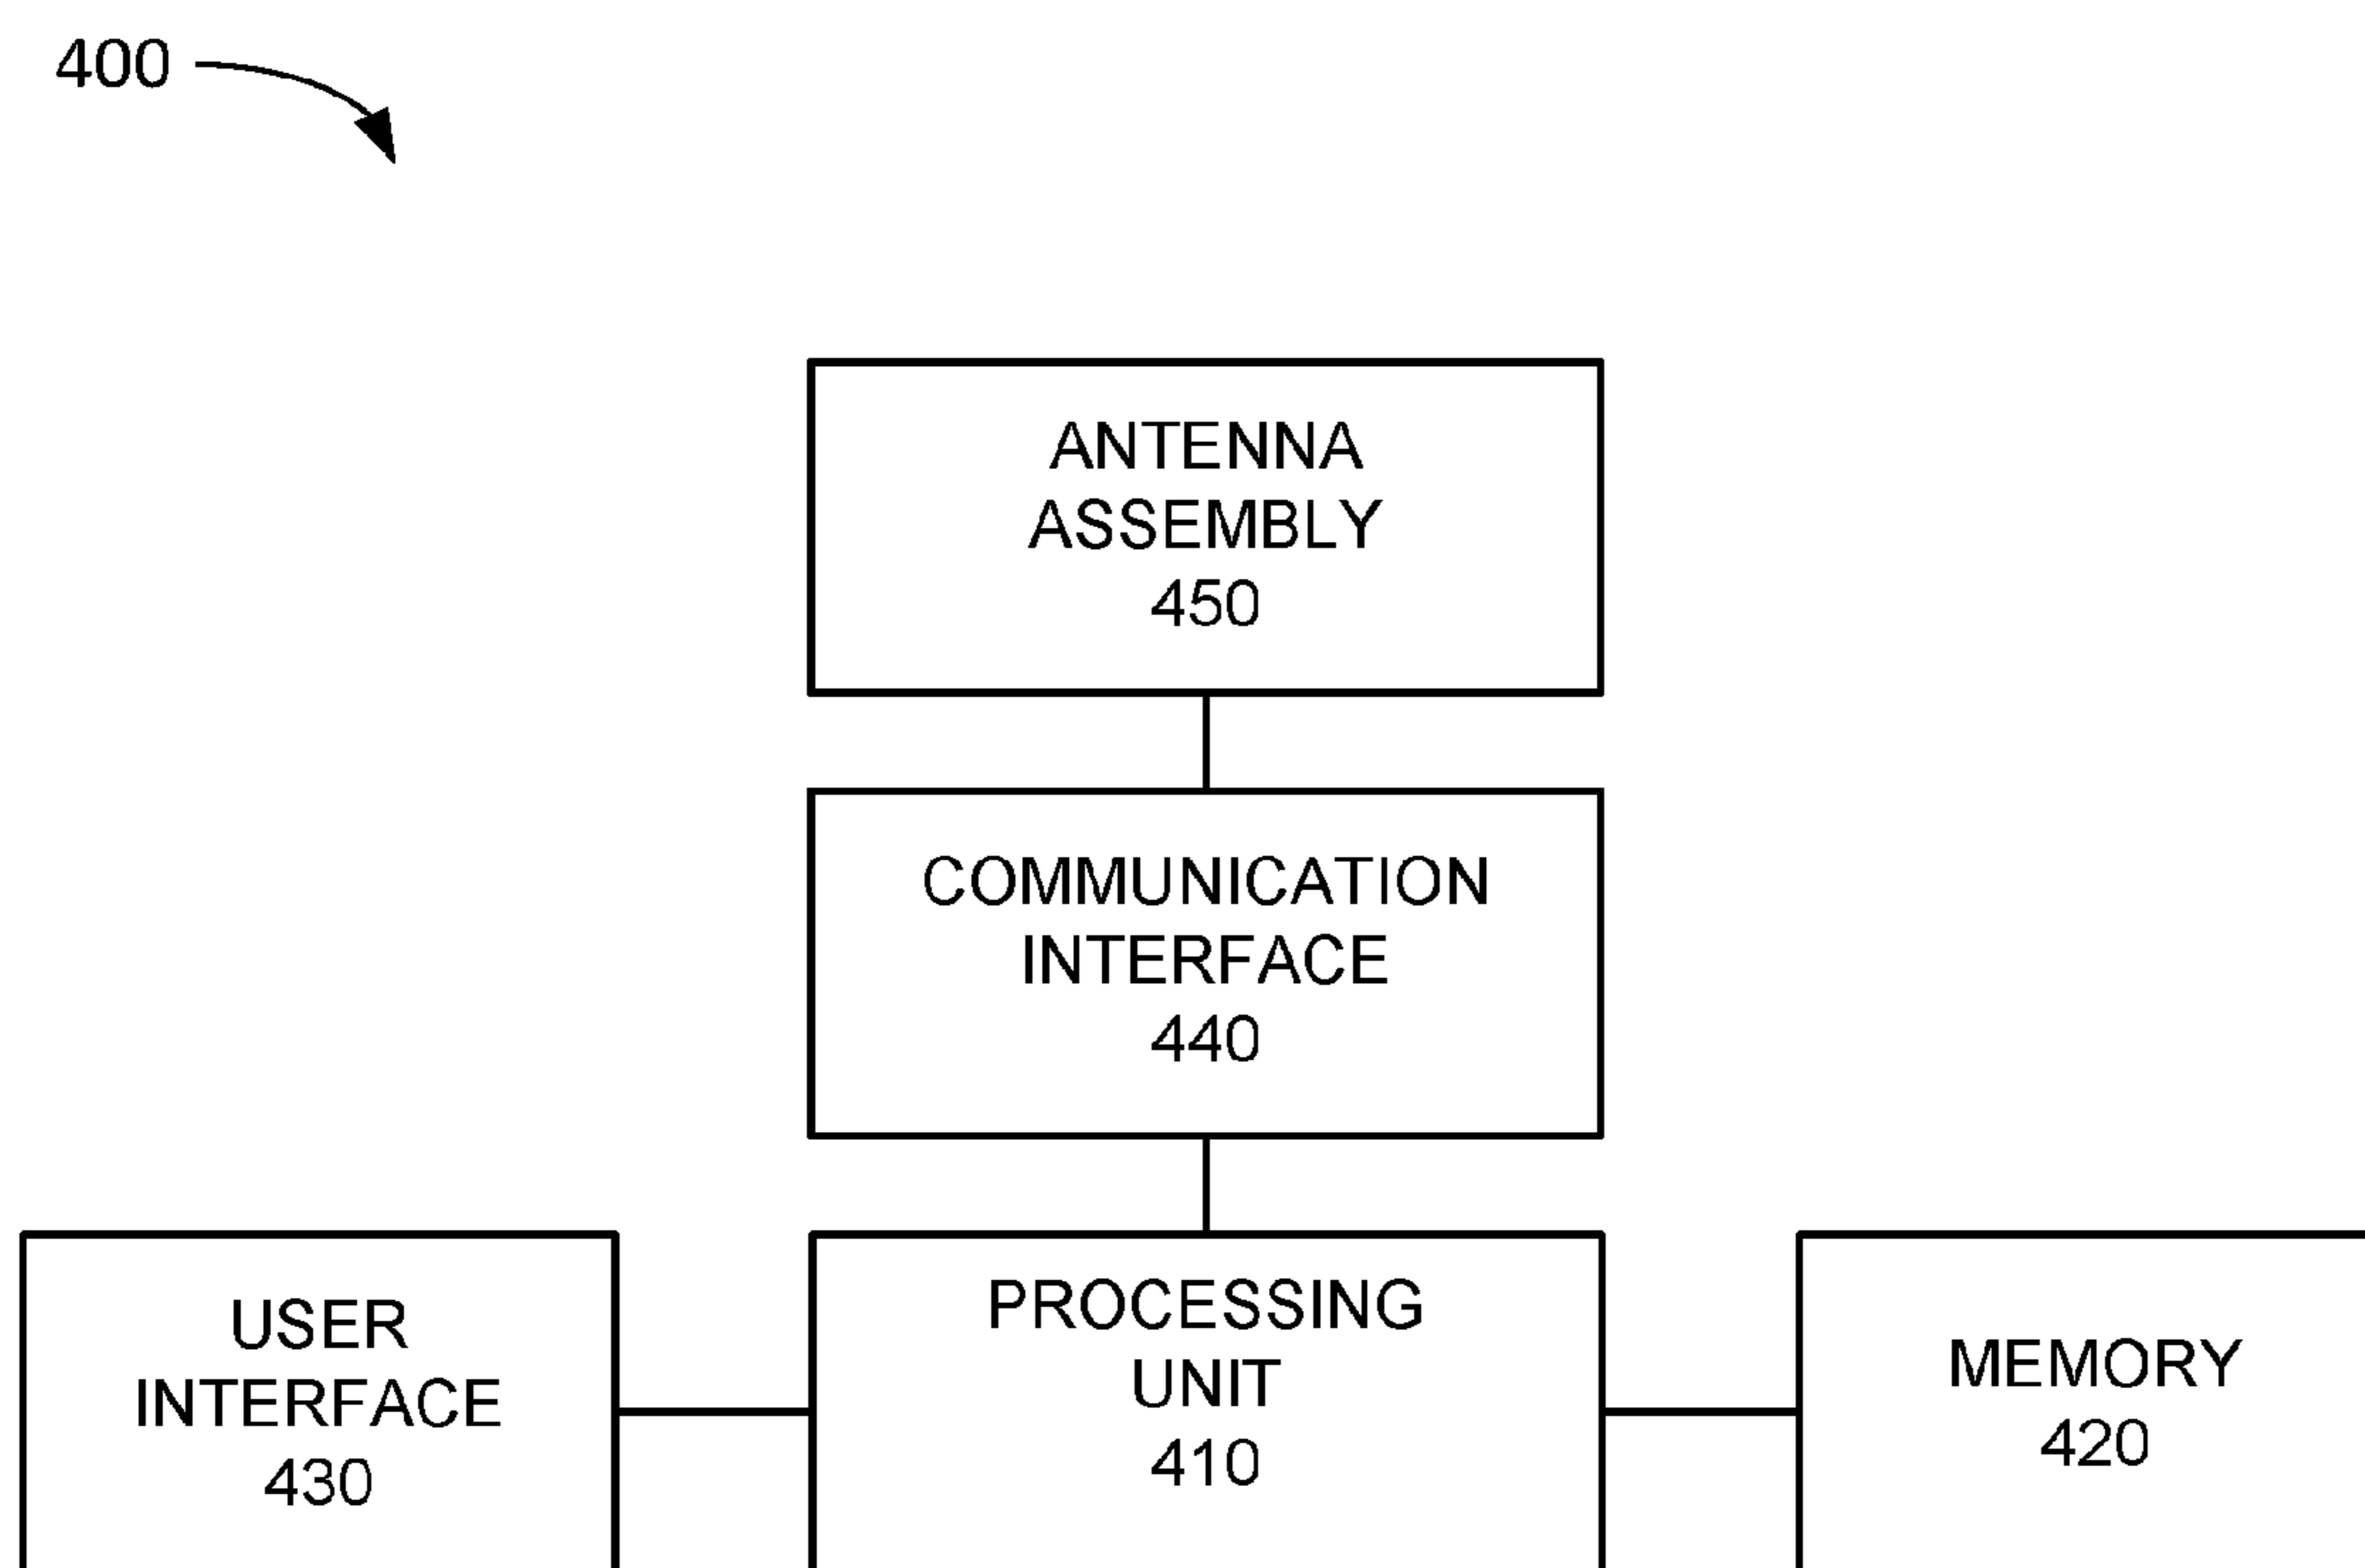 400
ANTENNA
ASSEMBLY
450
COMMUNICATION
INTERFACE
440
USER
INTERFACE
430
PROCESSING
UNIT
410
MEMORY
420